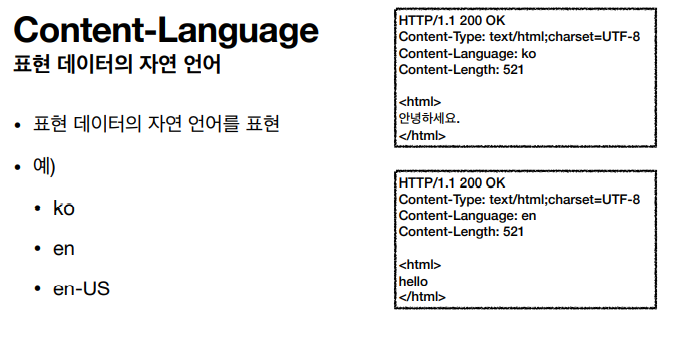 Content-Language
표현 데이터의 자연 언어
• 표현 데이터의 자연 언어를 표현
• 예)
• ko
• en
• en-US
HTTP/1.1 200 OK
Content-Type: text/html;charset=UTF-8
Content-Language: ko
Content-Length: 521
<html>
안녕하세요.
</html>
HTTP/1.1 200 OK
Content-Type: text/html;charset=UTF-8
Content-Language: en
Content-Length: 521
<html>
hello
</html>